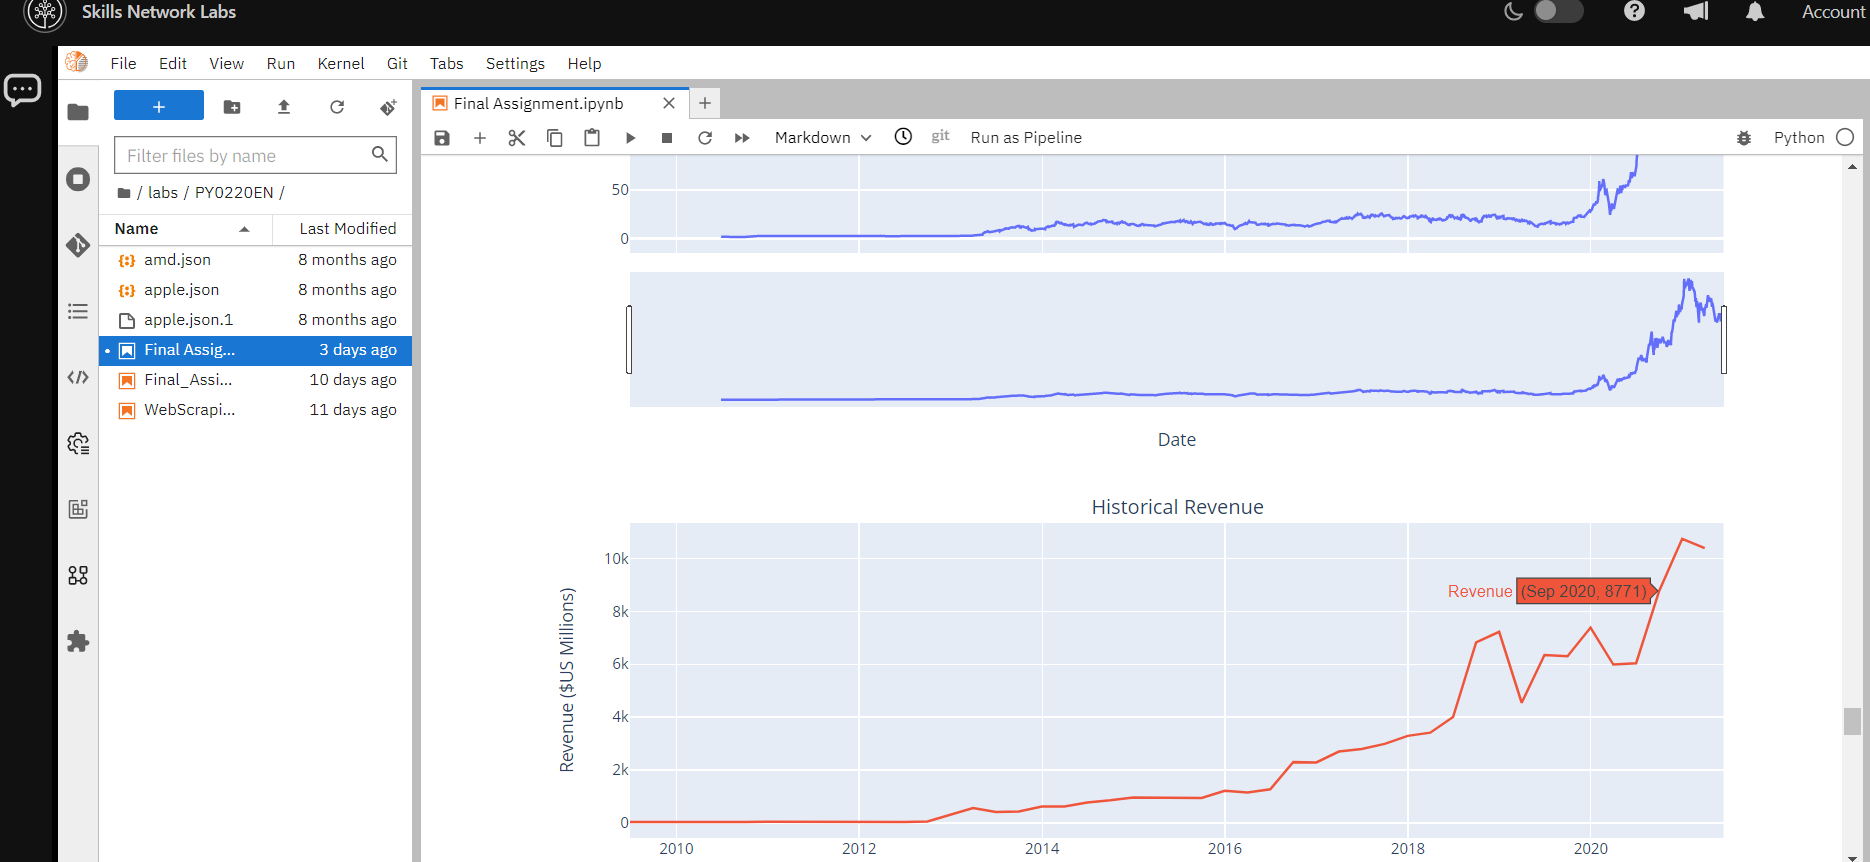 Skills Network Labs
Account
File Edit View Run Kernel Git Tabs Settings Help
Final Assignment.ipynb
Markdown
git
Run as Pipeline
Python
Filter files by name
/ labs / PY0220EN /
Name Last Modified
amd.json 8 months ago
apple.json 8 months ago
apple.json.1 8 months ago
Final Assig... 3 days ago
Final_Assi... 10 days ago
WebScrapi... 11 days ago
50
0
Date
Historical Revenue
Revenue ($US Millions)
10k
8k
6k
4k
2k
0
Revenue (Sep 2020, 8771)
2010 2012 2014 2016 2018 2020